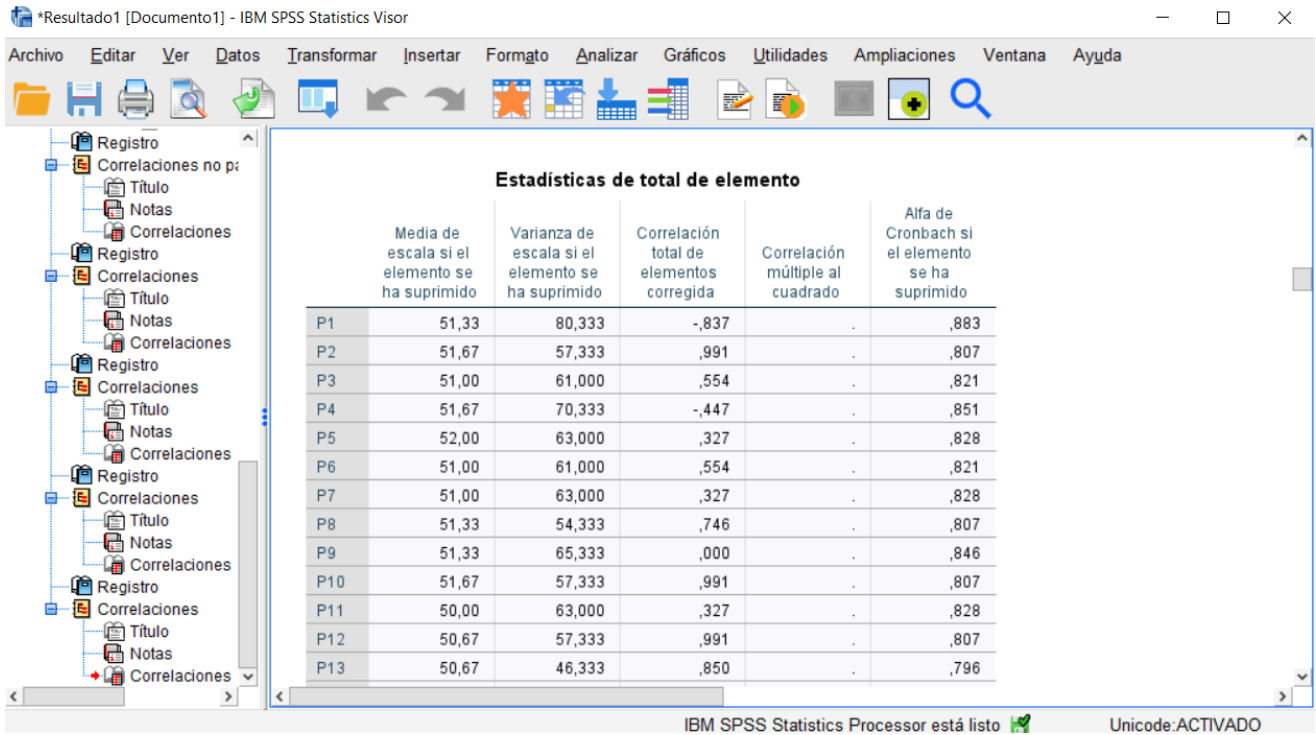 *Resultado1 [Documento1] - IBM SPSS Statistics Visor
Archivo Editar Ver Datos Transformar Insertar Formato Analizar Gráficos Utilidades Ampliaciones Ventana Ayuda
Registro
Correlaciones no pa
Título
Notas
Correlaciones
Registro
Correlaciones
Título
Notas
Correlaciones
Registro
Correlaciones
Título
Notas
Correlaciones
Registro
Correlaciones
Título
Notas
Correlaciones
Registro
Correlaciones
Título
Notas
Correlaciones
Estadísticas de total de elemento
Media de escala si el elemento se ha suprimido
Varianza de escala si el elemento se ha suprimido
Correlación total de elementos corregida
Correlación múltiple al cuadrado
Alfa de Cronbach si el elemento se ha suprimido
P1 51,33 80,333 -,837 . ,883
P2 51,67 57,333 ,991 . ,807
P3 51,00 61,000 ,554 . ,821
P4 51,67 70,333 -,447 . ,851
P5 52,00 63,000 ,327 . ,828
P6 51,00 61,000 ,554 . ,821
P7 51,00 63,000 ,327 . ,828
P8 51,33 54,333 ,746 . ,807
P9 51,33 65,333 ,000 . ,846
P10 51,67 57,333 ,991 . ,807
P11 50,00 63,000 ,327 . ,828
P12 50,67 57,333 ,991 . ,807
P13 50,67 46,333 ,850 . ,796
IBM SPSS Statistics Processor está listo
Unicode:ACTIVADO